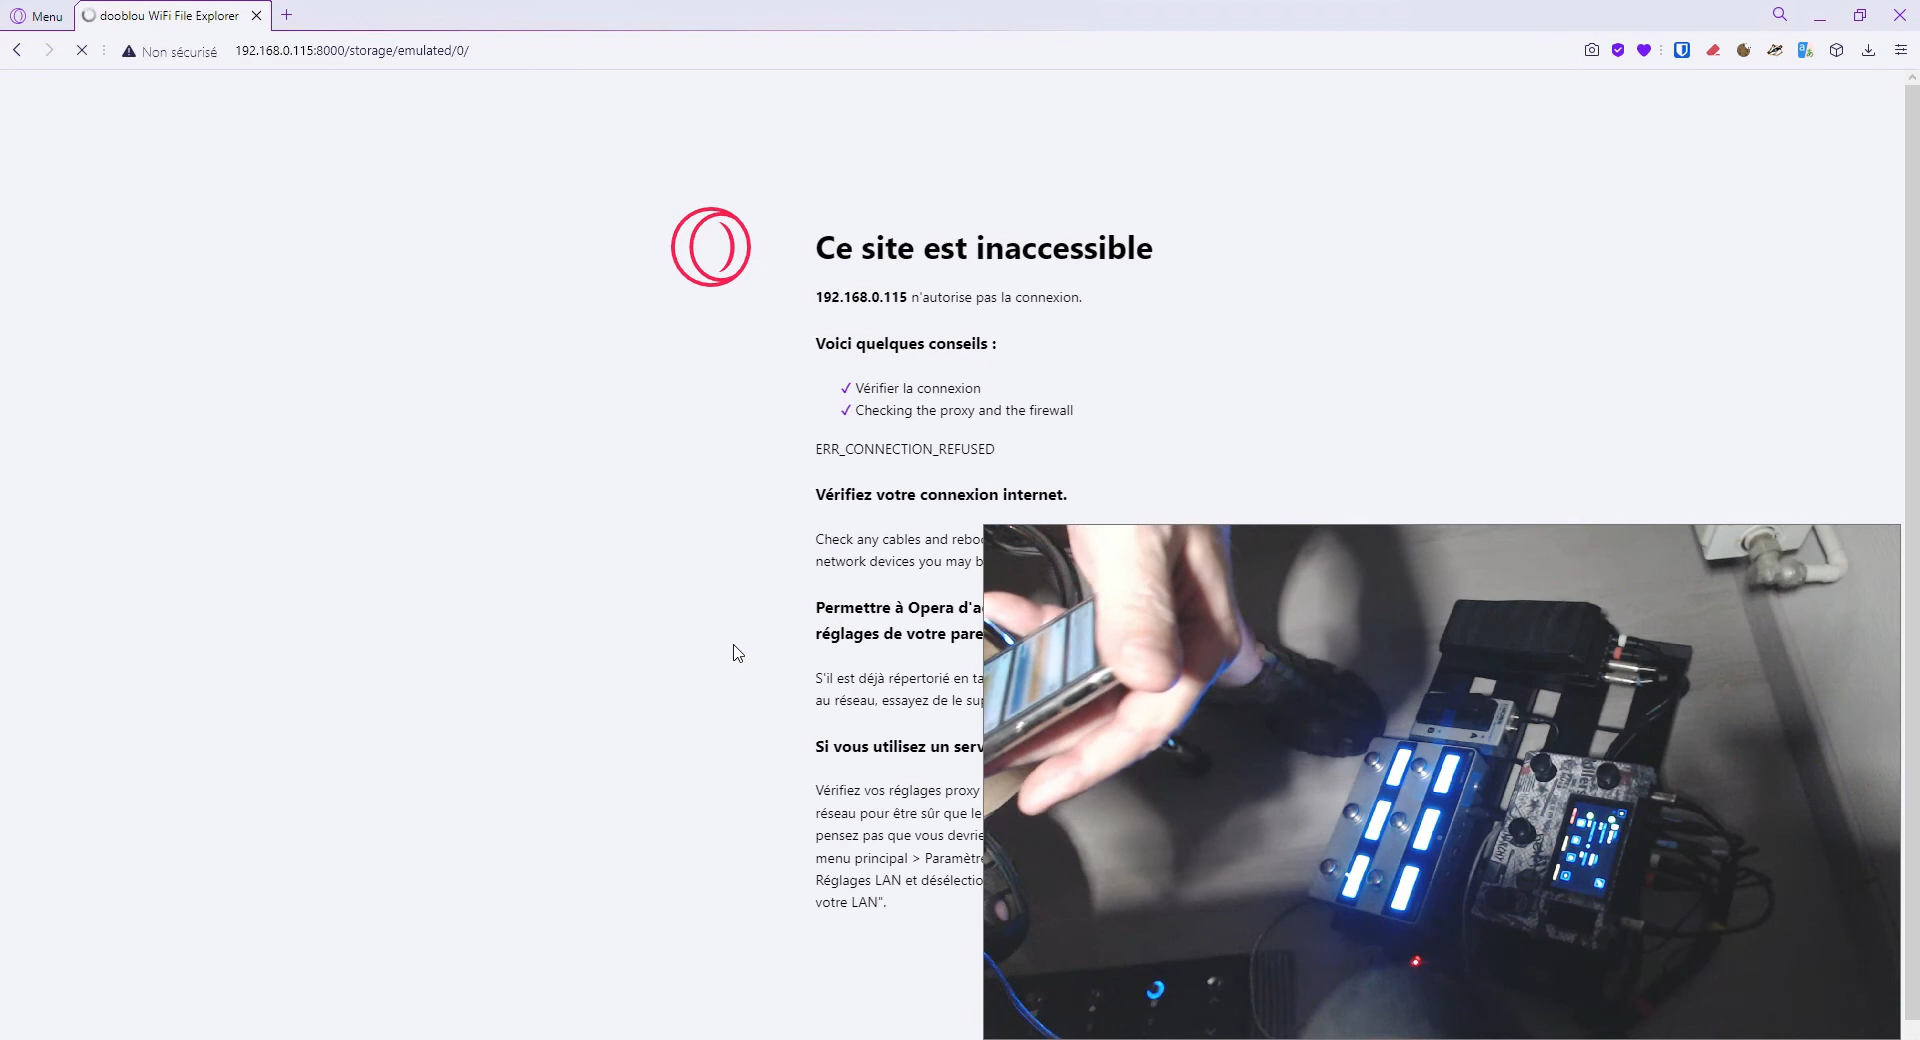 Menu
dooblou WiFi File Explorer
Non sécurisé 192.168.0.115:8000/storage/emulated/0/
Ce site est inaccessible
192.168.0.115 n'autorise pas la connexion.
Voici quelques conseils :
✓ Vérifier la connexion
✓ Checking the proxy and the firewall
ERR_CONNECTION_REFUSED
Vérifiez votre connexion internet.
Check any cables and reboo
network devices you may b
Permettre à Opera d'a
réglages de votre pare
S'il est déjà répertorié en ta
au réseau, essayez de le su
Si vous utilisez un serv
Vérifiez vos réglages proxy
réseau pour être sûr que le
pensez pas que vous devrie
menu principal > Paramètre
Réglages LAN et désélectio
votre LAN".